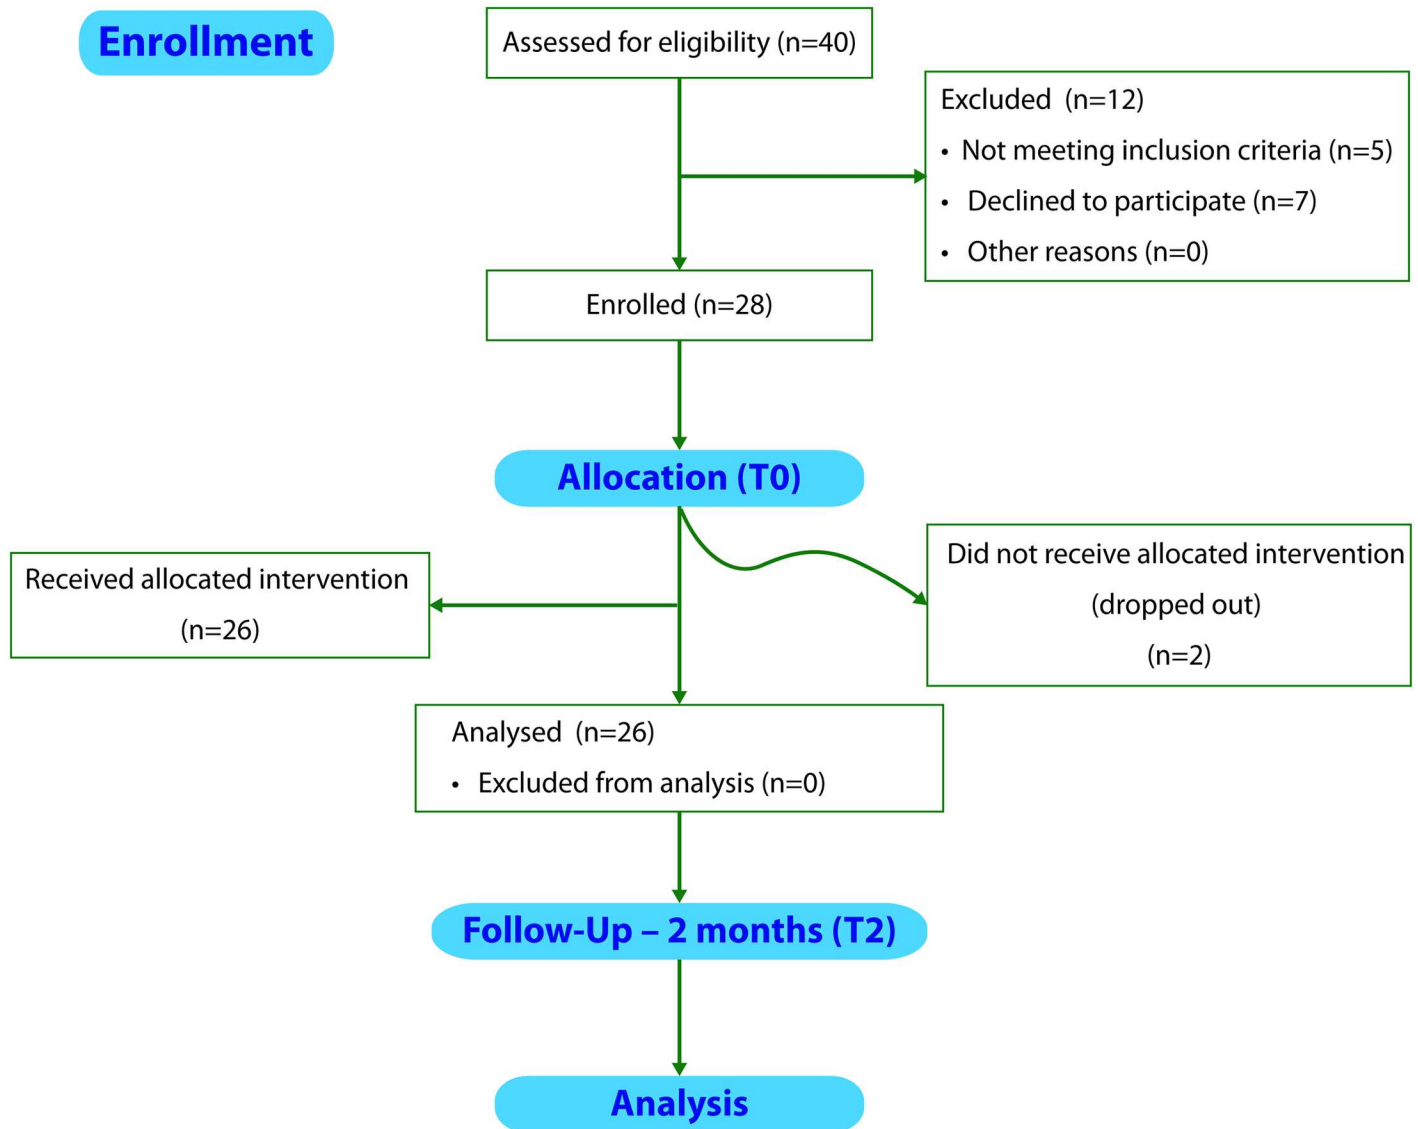 Enrollment
Assessed for eligibility (n=40)
Excluded (n=12)
• Not meeting inclusion criteria (n=5)
• Declined to participate (n=7)
• Other reasons (n=0)
Enrolled (n=28)
Allocation (T0)
Received allocated intervention
(n=26)
Did not receive allocated intervention
(dropped out)
(n=2)
Analysed (n=26)
• Excluded from analysis (n=0)
Follow-Up – 2 months (T2)
Analysis